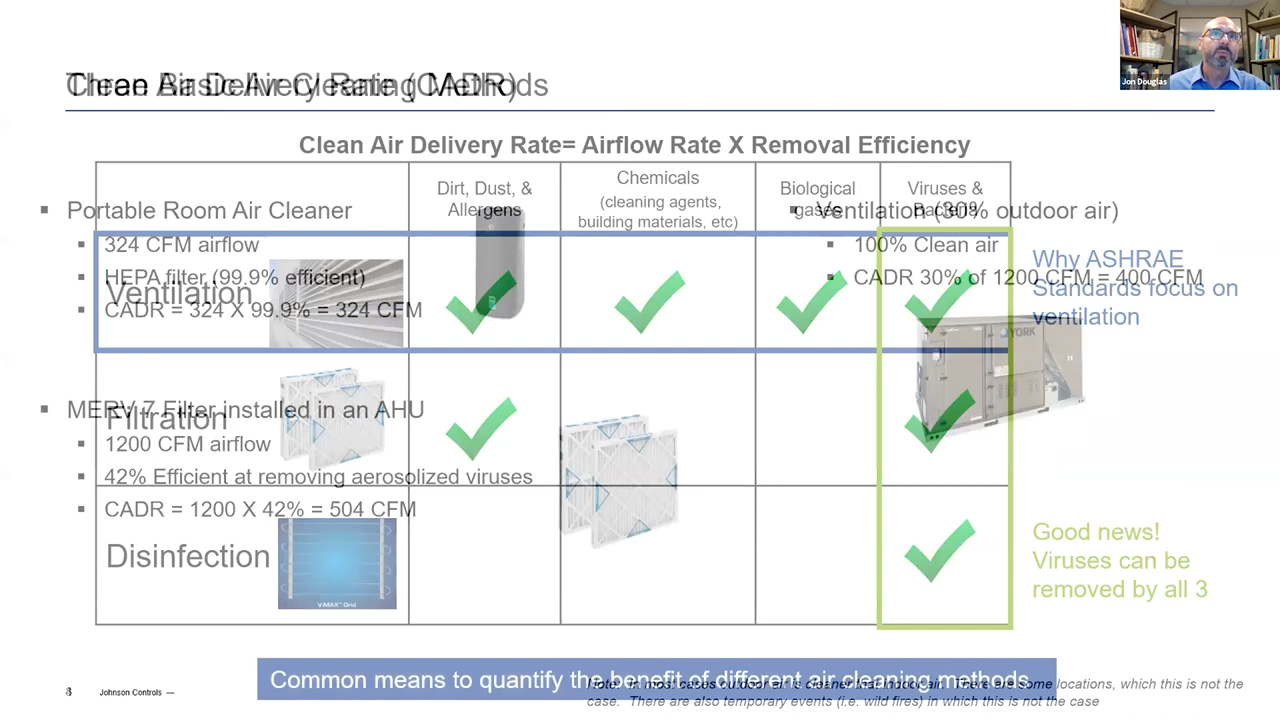 Three Basic Air Cleaning Methods
Clean Air Delivery Rate (CADR)
Jon Douglas
Clean Air Delivery Rate= Airflow Rate X Removal Efficiency
Dirt, Dust, &
Allergens
Chemicals
(cleaning agents,
building materials, etc)
Biological
gases
Viruses &
Bacteria
Ventilation
Filtration
Disinfection
V-MAX™ Grid
Why ASHRAE
Standards focus on
ventilation
Good news!
Viruses can be
removed by all 3
▪ Portable Room Air Cleaner
▪ 324 CFM airflow
▪ HEPA filter (99.9% efficient)
▪ CADR = 324 X 99.9% = 324 CFM
▪ MERV 7 Filter installed in an AHU
▪ 1200 CFM airflow
▪ 42% Efficient at removing aerosolized viruses
▪ CADR = 1200 X 42% = 504 CFM
▪ Ventilation (30% outdoor air)
▪ 100% Clean air
▪ CADR 30% of 1200 CFM = 400 CFM
YORK
Common means to quantify the benefit of different air cleaning methods
Note: In most cases outdoor air is cleaner that indoor air. There are some locations, which this is not the
case. There are also temporary events (i.e. wild fires) in which this is not the case
Johnson Controls —